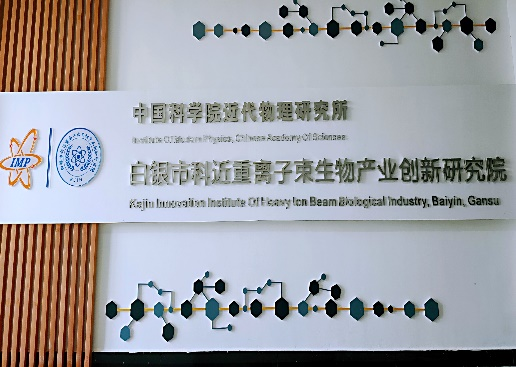 IMP
中国科学院近代物理研究所
Institute Of Modern Physics, Chinese Academy Of Sciences
白银市科近重离子束生物产业创新研究院
Kejin Innovation Institute Of Heavy Ion Beam Biological Industry, Baiyin, Gansu